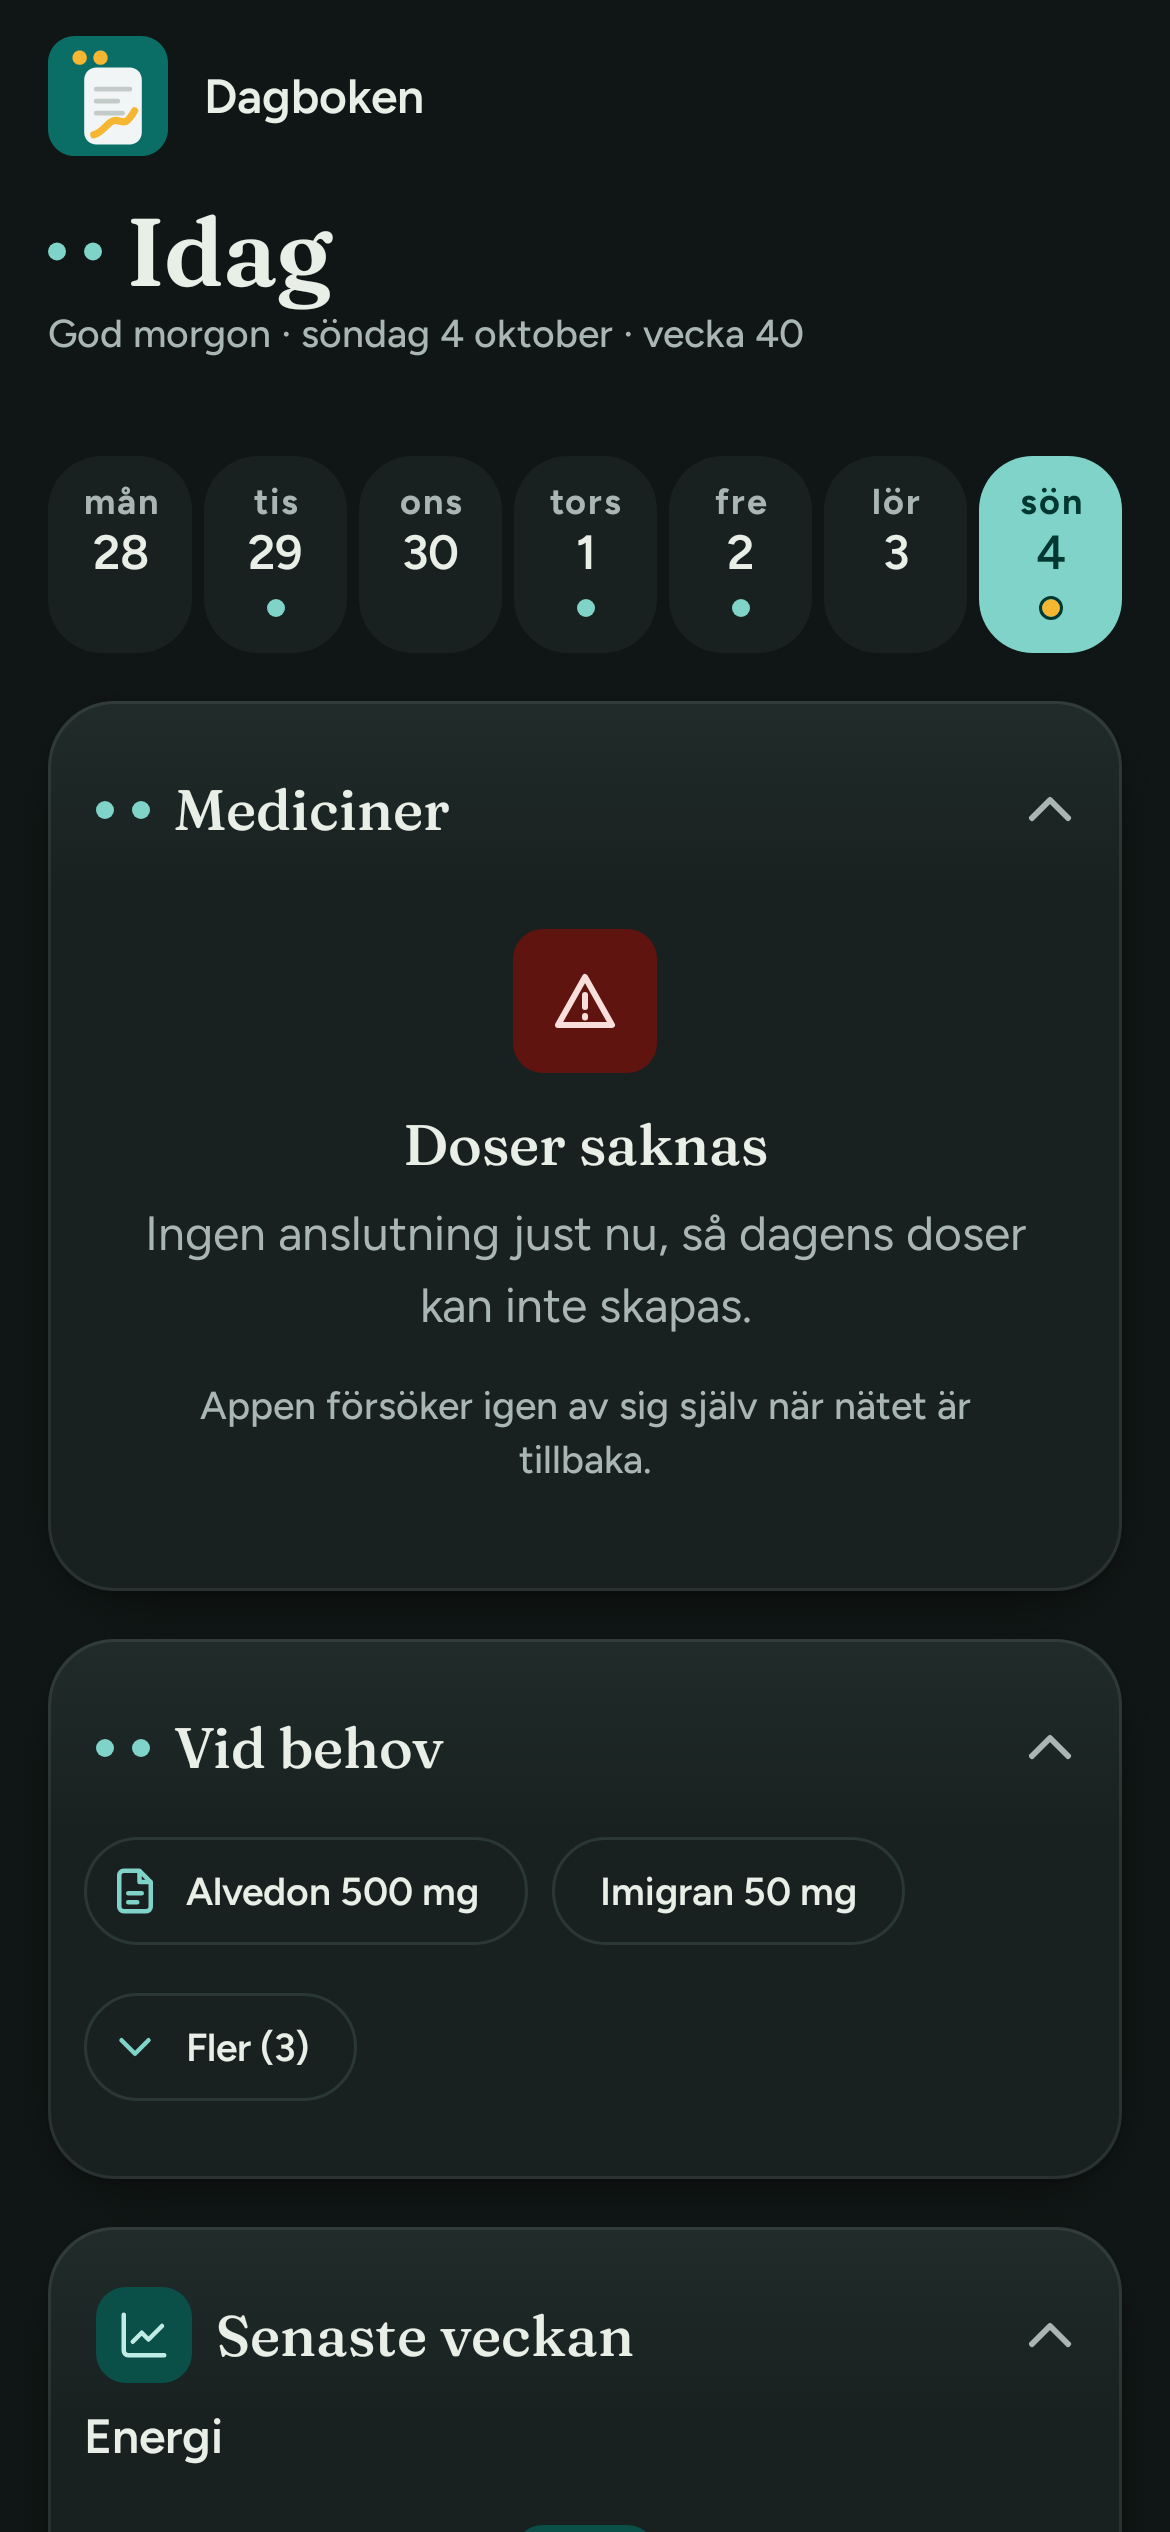 Dagboken
Idag
God morgon · söndag 4 oktober · vecka 40
mån tis ons tors fre lör sön
28 29 30 1 2 3 4
Mediciner
Doser saknas
Ingen anslutning just nu, så dagens doser
kan inte skapas.
Appen försöker igen av sig själv när nätet är
tillbaka.
Vid behov
Alvedon 500 mg Imigran 50 mg
Fler (3)
Senaste veckan
Energi